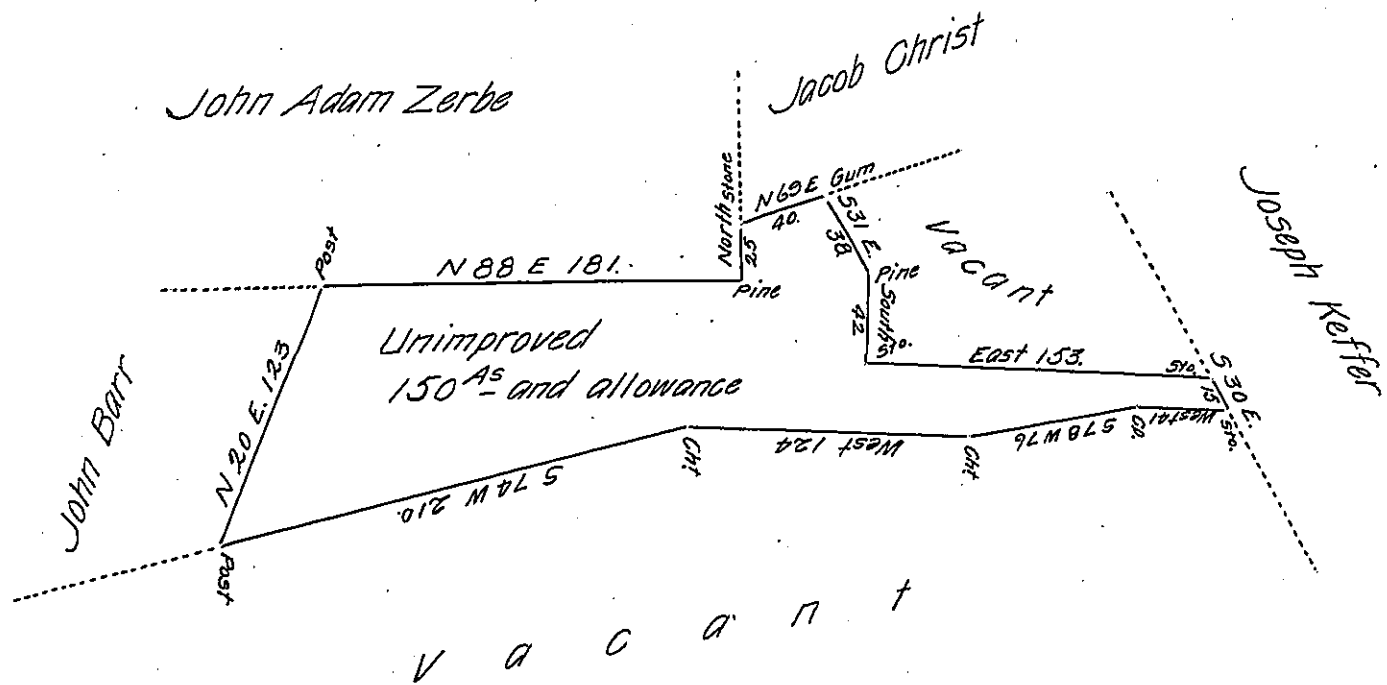 John Adam Zerbe
Jacob Christ
Joseph Keffer
John Barr
Vacant
Vacant
Unimproved
150 As and allowance
Post
N 88 E 181.
Pine
North 25
Stone
N 69 E
40.
Gum
S 31 E.
38
Pine
South
42
Sto.
East 153.
Sto.
S 30 E.
15
Sto.
West 41
Co.
S 78 W 76
Cht
West 124
Cht
S 74 W 210.
Post
N 20 E. 123